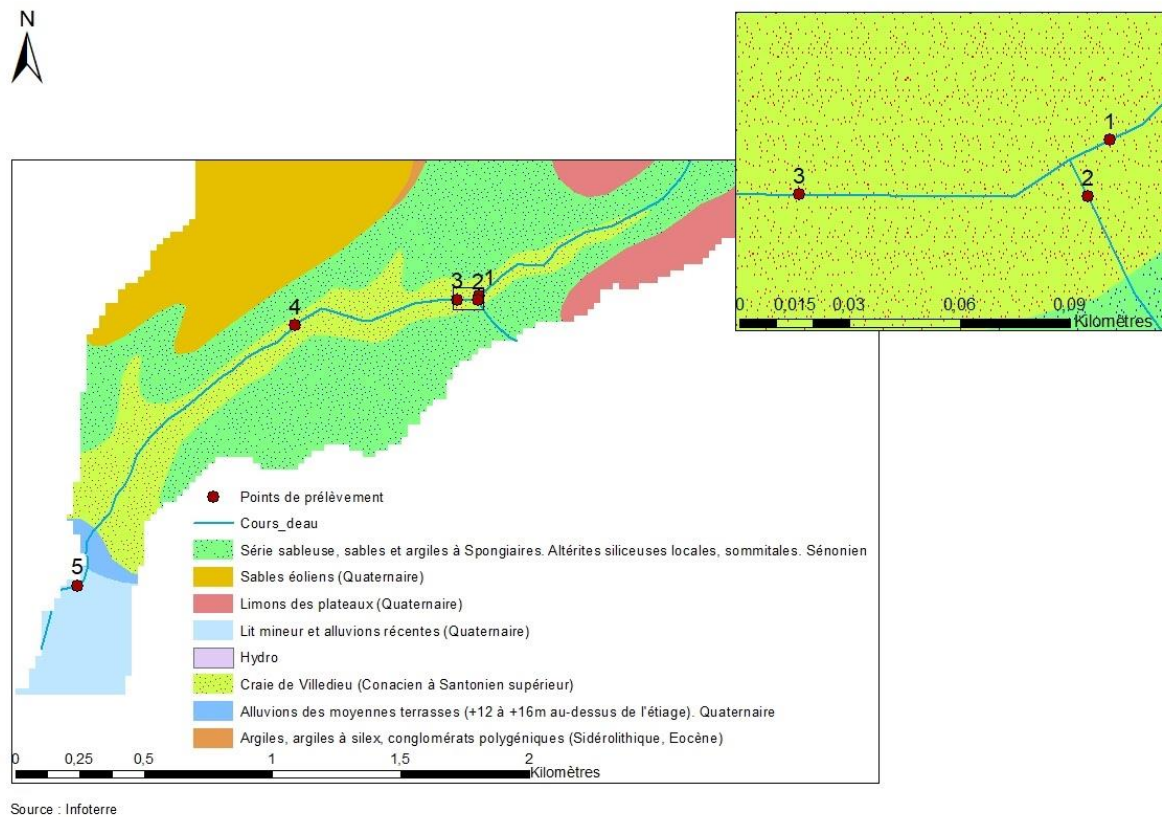 N
1
2
3
0 0,015 0,03 0,06 0,09
Kilomètres
3 2 1
4
5
Points de prélèvement
Cours_deau
Série sableuse, sables et argiles à Spongiaires. Altérites siliceuses locales, sommitales. Sénonien
Sables éoliens (Quaternaire)
Limons des plateaux (Quaternaire)
Lit mineur et alluvions récentes (Quaternaire)
Hydro
Craie de Villedieu (Conacien à Santonien supérieur)
Alluvions des moyennes terrasses (+12 à +16m au-dessus de l'étiage). Quaternaire
Argiles, argiles à silex, conglomérats polygéniques (Sidérolithique, Eocène)
0 0,25 0,5 1 1,5 2
Kilomètres
Source : Infoterre